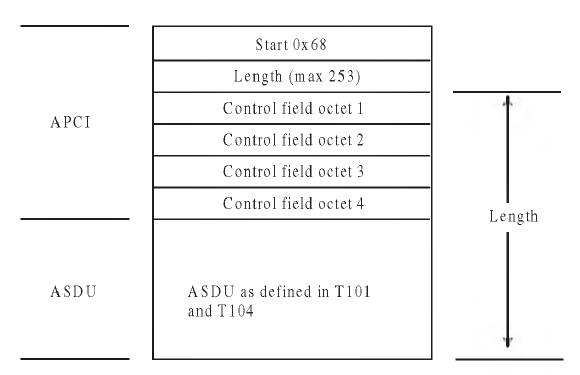 Start 0x68
Length (max 253)
Control field octet 1
APCI
Control field octet 2
Control field octet 3
Control field octet 4
Length
ASDU
ASDU as defined in T101
and T104